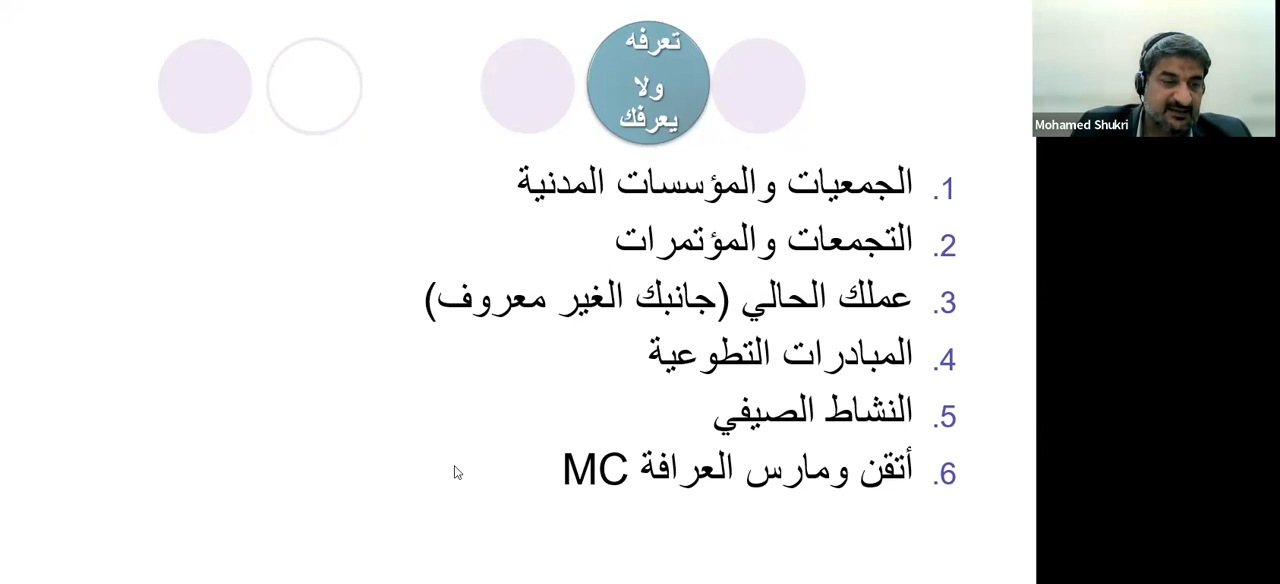 تعرفه
ولا
يعرفك
Mohamed Shukri
1. الجمعيات والمؤسسات المدنية
2. التجمعات والمؤتمرات
3. عملك الحالي (جانبك الغير معروف)
4. المبادرات التطوعية
5. النشاط الصيفي
6. أتقن ومارس العرافة MC